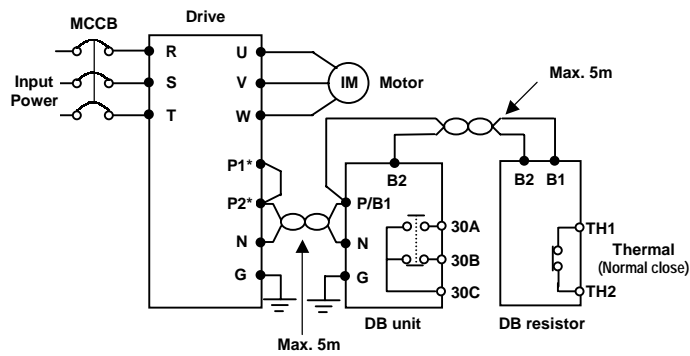 MCCB
Drive
R
U
Input
Power
S
V
IM
Motor
T
W
Max. 5m
P1*
B2
B2
B1
P2*
P/B1
30A
TH1
N
N
30B
Thermal
(Normal close)
G
G
30C
TH2
DB unit
DB resistor
Max. 5m